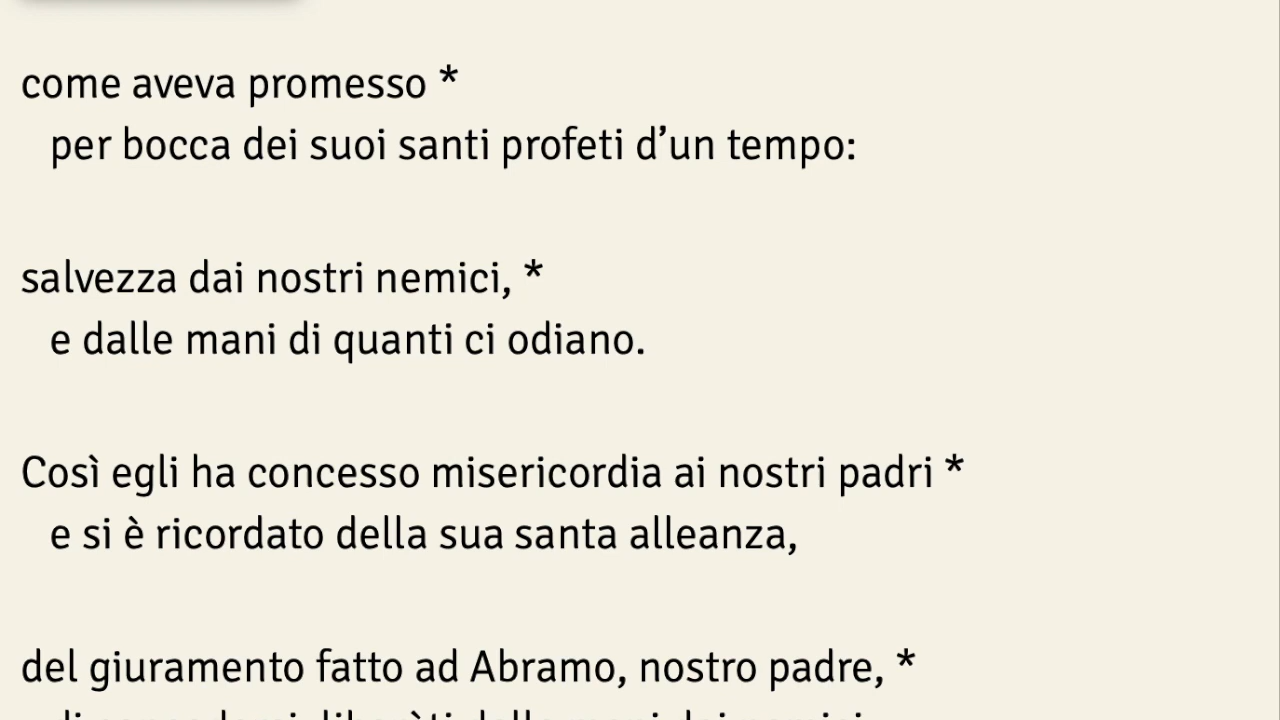 come aveva promesso *
per bocca dei suoi santi profeti d’un tempo:
salvezza dai nostri nemici, *
e dalle mani di quanti ci odiano.
Così egli ha concesso misericordia ai nostri padri *
e si è ricordato della sua santa alleanza,
del giuramento fatto ad Abramo, nostro padre, *